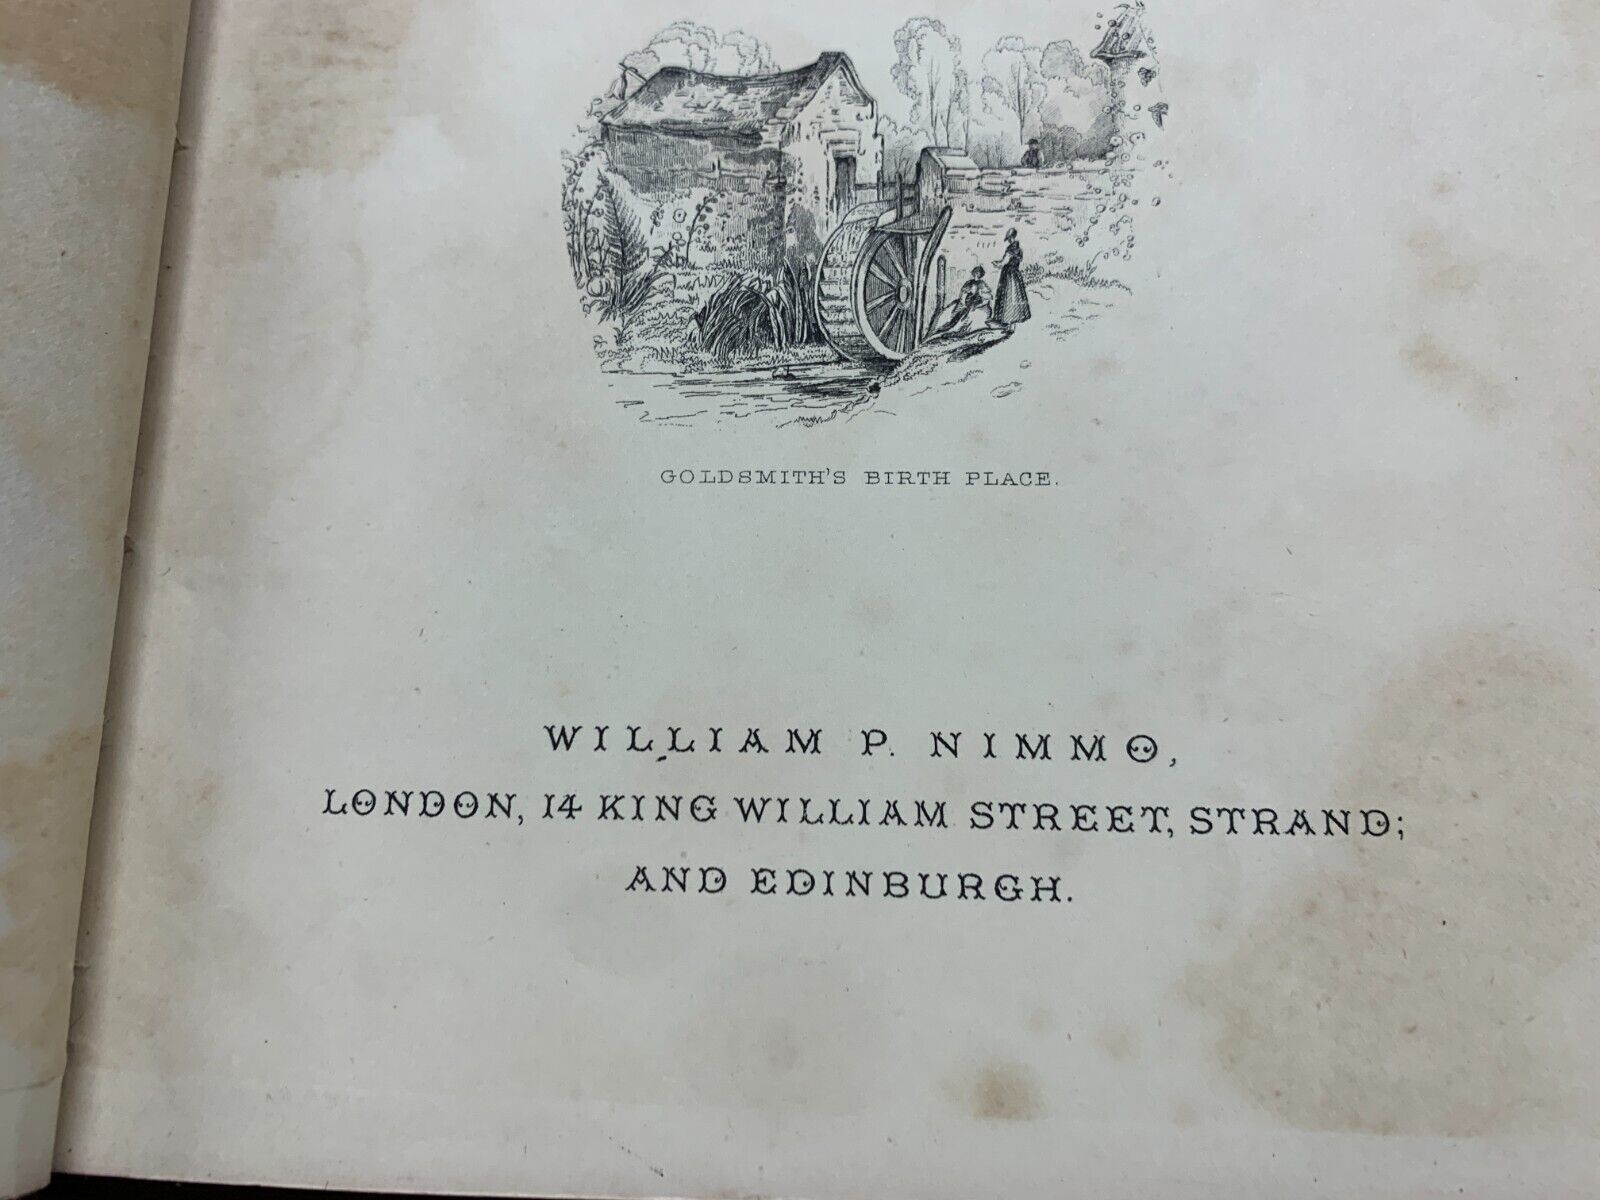 GOLDSMITH'S BIRTH PLACE.
WILLIAM P. NIMMO,
LONDON, 14 KING WILLIAM STREET, STRAND;
AND EDINBURGH.